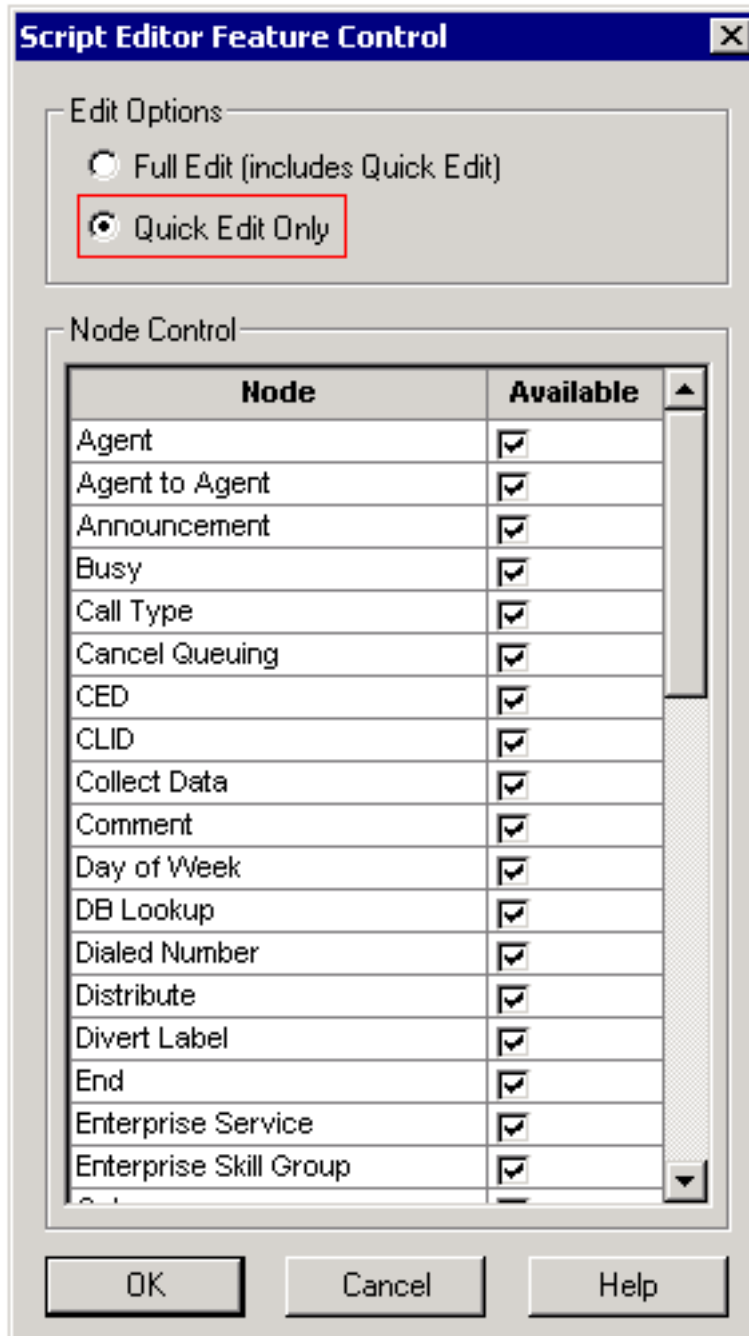 Script Editor Feature Control
Edit Options
Full Edit (includes Quick Edit)
Quick Edit Only
Node Control
Node Available
Agent
Agent to Agent
Announcement
Busy
Call Type
Cancel Queuing
CED
CLID
Collect Data
Comment
Day of Week
DB Lookup
Dialed Number
Distribute
Divert Label
End
Enterprise Service
Enterprise Skill Group
OK Cancel Help